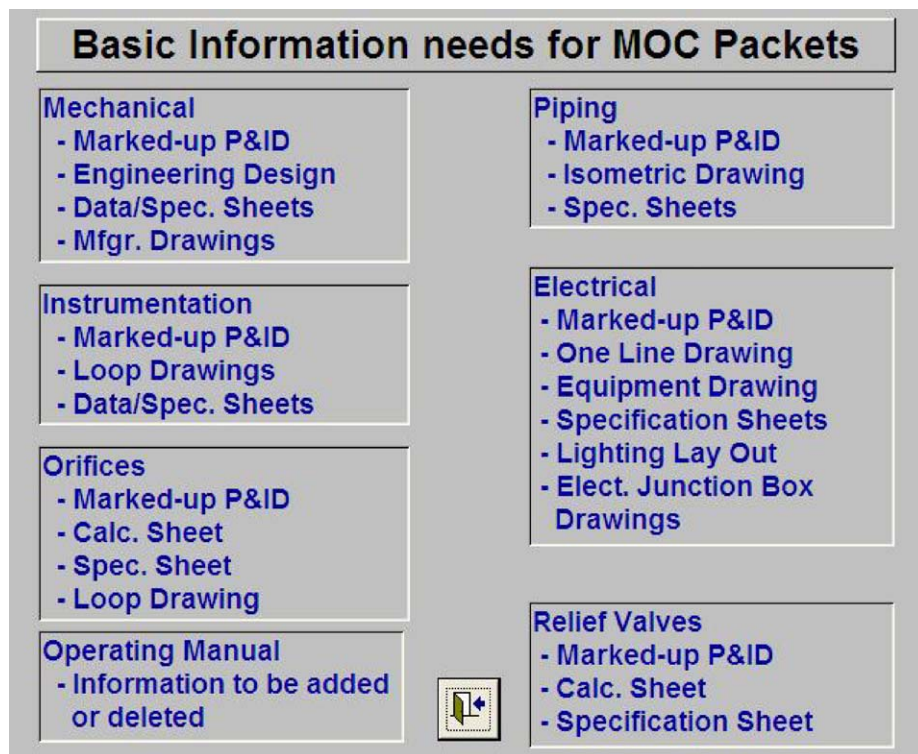 Basic Information needs for MOC Packets
Mechanical
- Marked-up P&ID
- Engineering Design
- Data/Spec. Sheets
- Mfgr. Drawings
Instrumentation
- Marked-up P&ID
- Loop Drawings
- Data/Spec. Sheets
Orifices
- Marked-up P&ID
- Calc. Sheet
- Spec. Sheet
- Loop Drawing
Operating Manual
- Information to be added
or deleted
Piping
- Marked-up P&ID
- Isometric Drawing
- Spec. Sheets
Electrical
- Marked-up P&ID
- One Line Drawing
- Equipment Drawing
- Specification Sheets
- Lighting Lay Out
- Elect. Junction Box
Drawings
Relief Valves
- Marked-up P&ID
- Calc. Sheet
- Specification Sheet